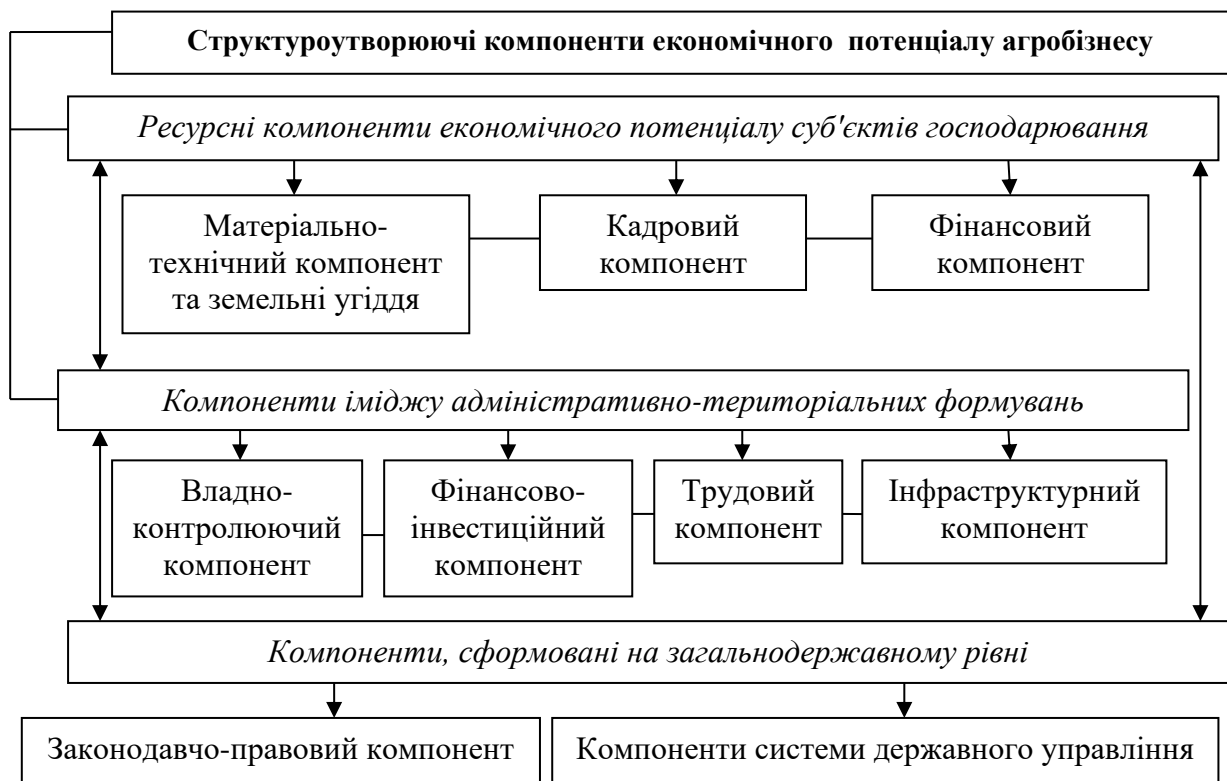 Структуроутворюючі компоненти економічного потенціалу агробізнесу
Ресурсні компоненти економічного потенціалу суб'єктів господарювання
Матеріально-
технічний компонент
та земельні угіддя
Кадровий
компонент
Фінансовий
компонент
Компоненти іміджу адміністративно-територіальних формувань
Владно-
контролюючий
компонент
Фінансово-
інвестиційний
компонент
Трудовий
компонент
Інфраструктурний
компонент
Компоненти, сформовані на загальнодержавному рівні
Законодавчо-правовий компонент
Компоненти системи державного управління